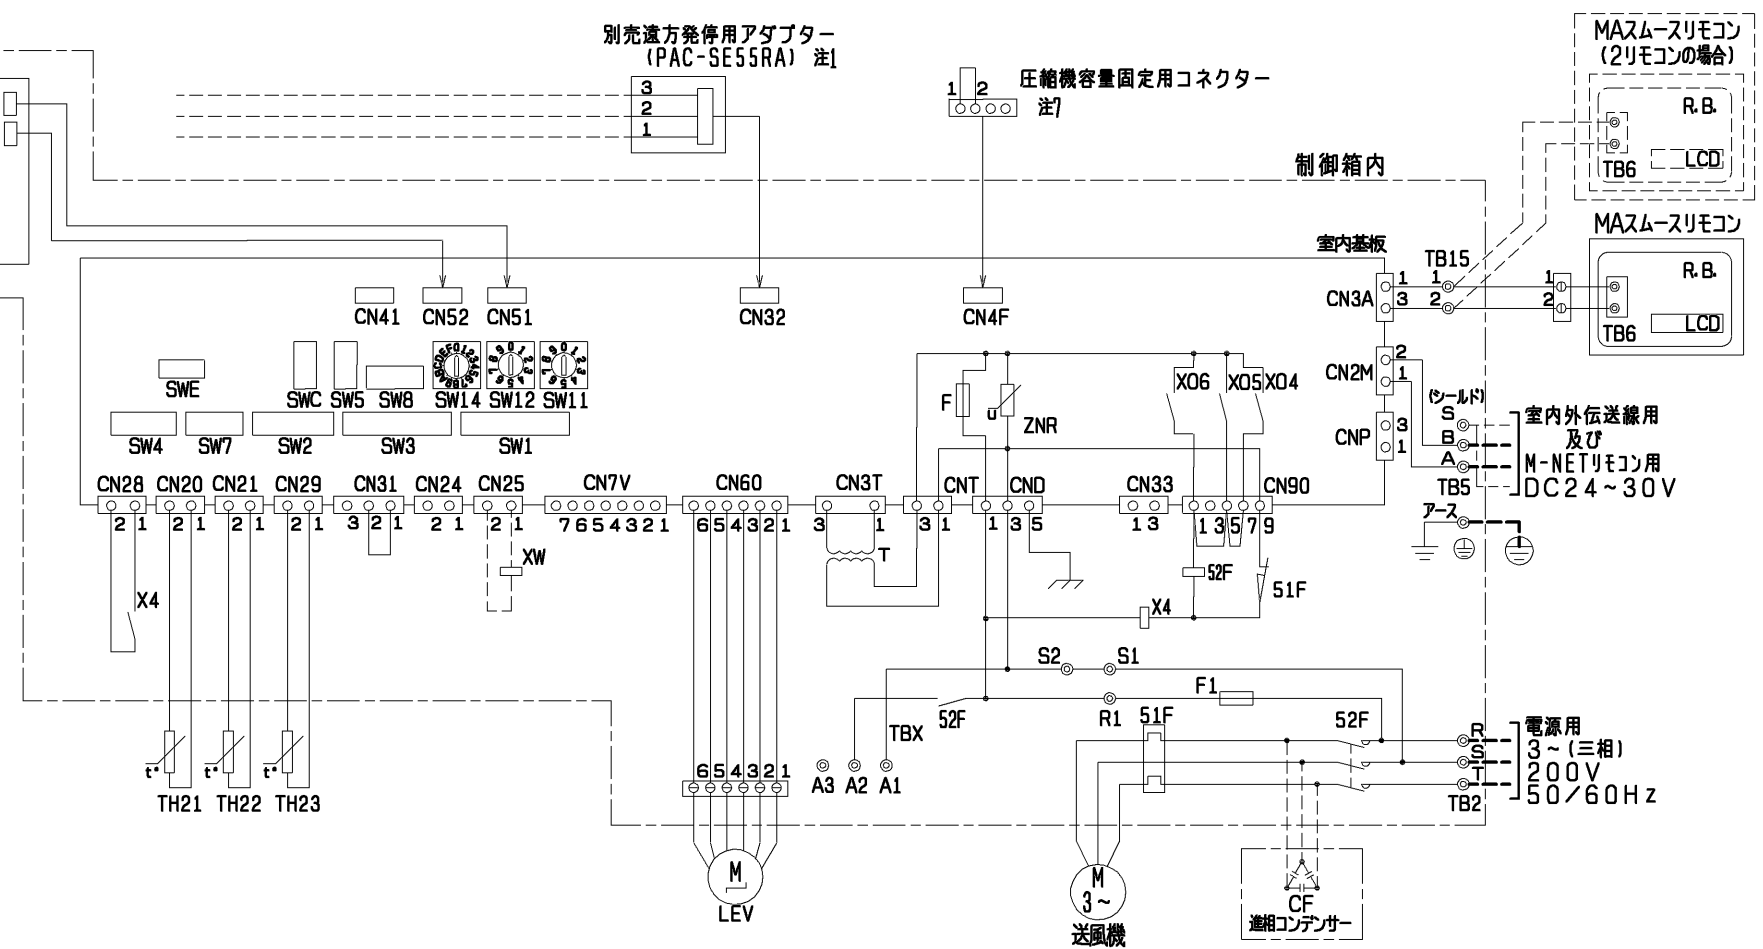 別売遠方発停用アダプター
(PAC-SE55RA) 注1
3
2
1
1 2
圧縮機容量固定用コネクター
注7
MAスムースリモコン
(2リモコンの場合)
R.B.
LCD
TB6
制御箱内
MAスムースリモコン
R.B.
LCD
TB6
室内基板
TB15
CN3A
1 1 1
3 2 2
CN41 CN52 CN51 CN32 CN4F
CN2M
2
1
SWE SWC SW5 SW8 SW14 SW12 SW11
SW4 SW7 SW2 SW3 SW1
F
u
ZNR
X06 X05 X04
CNP
3
1
(シールド)
S
B
A
TB5
室内外伝送線用
及び
M-NETリモコン用
DC24~30V
アース
CN28 CN20 CN21 CN29 CN31 CN24 CN25 CN7V CN60 CN3T CNT CND CN33 CN90
2 1 2 1 2 1 2 1 3 2 1 2 1 2 1 7 6 5 4 3 2 1 6 5 4 3 2 1 3 1 3 1 1 3 5 1 3 1 3 5 7 9
XW
T
52F
51F
X4
X4
S2 S1
F1
R1
52F
TBX
51F
52F
A3 A2 A1
6 5 4 3 2 1
t°
t°
t°
TH21 TH22 TH23
R
S
T
TB2
電源用
3~(三相)
200V
50/60Hz
M
LEV
M
3~
送風機
CF
進相コンデンサー